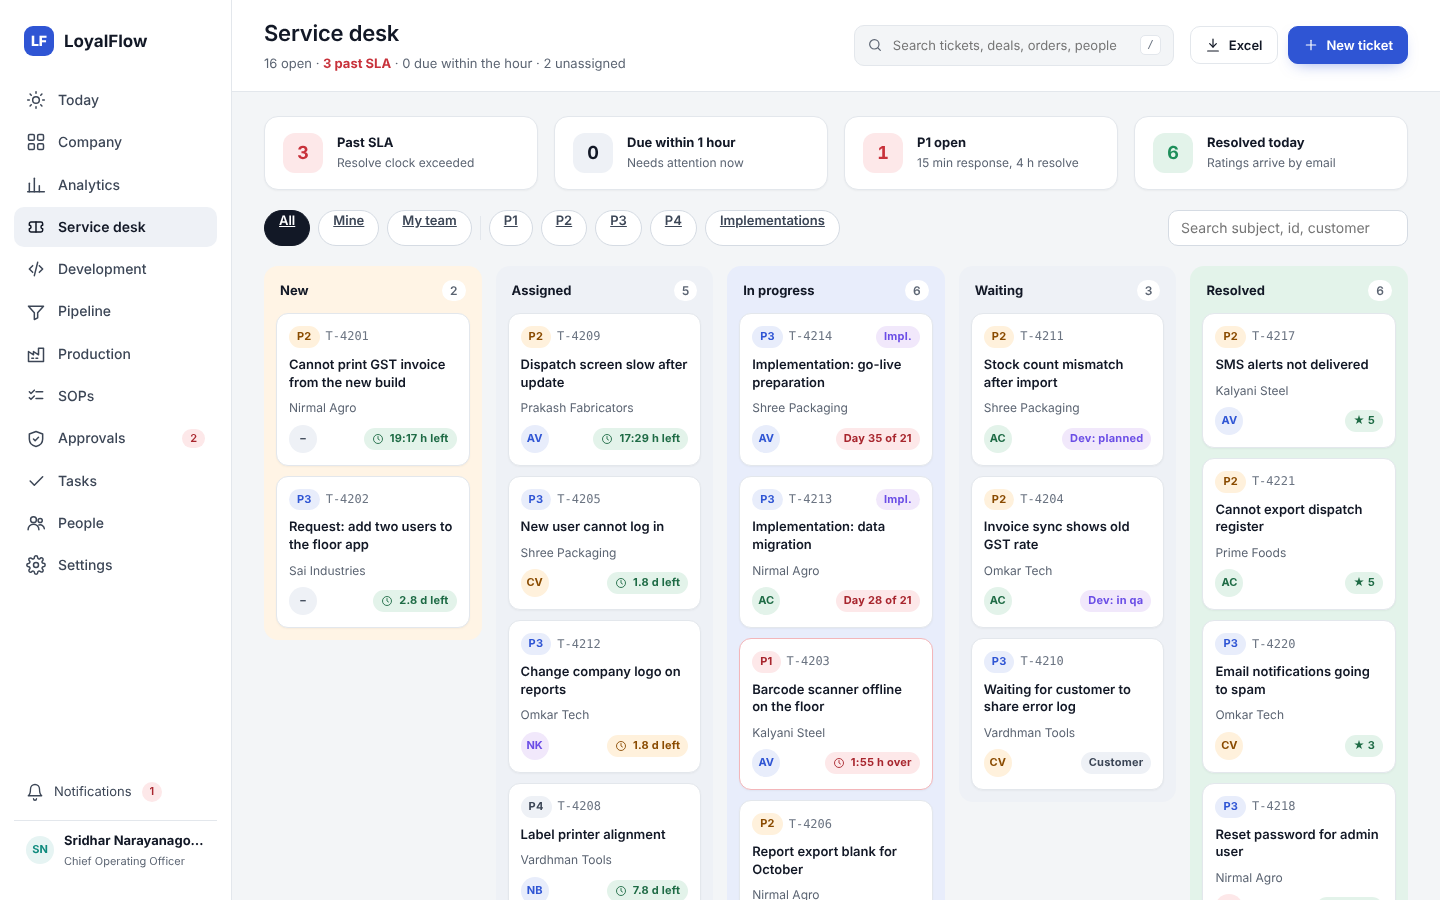 LF LoyalFlow
Today
Company
Analytics
Service desk
Development
Pipeline
Production
SOPs
Approvals 2
Tasks
People
Settings
Notifications 1
SN Sridhar Narayanago...
Chief Operating Officer
Service desk
16 open · 3 past SLA · 0 due within the hour · 2 unassigned
Search tickets, deals, orders, people /
Excel
New ticket
3 Past SLA
Resolve clock exceeded
0 Due within 1 hour
Needs attention now
1 P1 open
15 min response, 4 h resolve
6 Resolved today
Ratings arrive by email
All Mine My team P1 P2 P3 P4 Implementations
Search subject, id, customer
New 2
P2 T-4201
Cannot print GST invoice
from the new build
Nirmal Agro
– 19:17 h left
P3 T-4202
Request: add two users to
the floor app
Sai Industries
– 2.8 d left
Assigned 5
P2 T-4209
Dispatch screen slow after
update
Prakash Fabricators
AV 17:29 h left
P3 T-4205
New user cannot log in
Shree Packaging
CV 1.8 d left
P3 T-4212
Change company logo on
reports
Omkar Tech
NK 1.8 d left
P4 T-4208
Label printer alignment
Vardhman Tools
NB 7.8 d left
In progress 6
P3 T-4214 Impl.
Implementation: go-live
preparation
Shree Packaging
AV Day 35 of 21
P3 T-4213 Impl.
Implementation: data
migration
Nirmal Agro
AC Day 28 of 21
P1 T-4203
Barcode scanner offline
on the floor
Kalyani Steel
AV 1:55 h over
P2 T-4206
Report export blank for
October
Nirmal Agro
Waiting 3
P2 T-4211
Stock count mismatch
after import
Shree Packaging
AC Dev: planned
P2 T-4204
Invoice sync shows old
GST rate
Omkar Tech
AC Dev: in qa
P3 T-4210
Waiting for customer to
share error log
Vardhman Tools
CV Customer
Resolved 6
P2 T-4217
SMS alerts not delivered
Kalyani Steel
AV ★ 5
P2 T-4221
Cannot export dispatch
register
Prime Foods
AC ★ 5
P3 T-4220
Email notifications going
to spam
Omkar Tech
CV ★ 3
P3 T-4218
Reset password for admin
user
Nirmal Agro